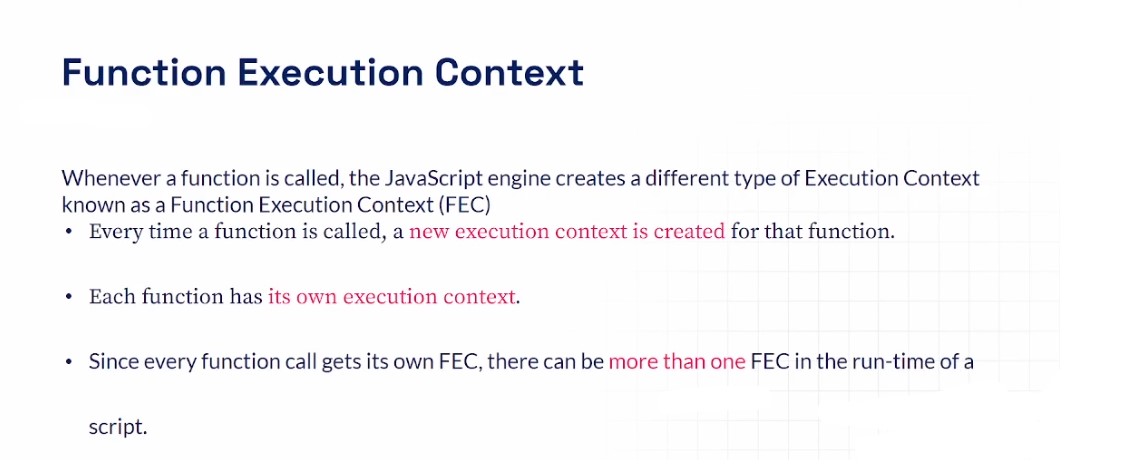 Function Execution Context
Whenever a function is called, the JavaScript engine creates a different type of Execution Context
known as a Function Execution Context (FEC)
• Every time a function is called, a new execution context is created for that function.
• Each function has its own execution context.
• Since every function call gets its own FEC, there can be more than one FEC in the run-time of a
script.